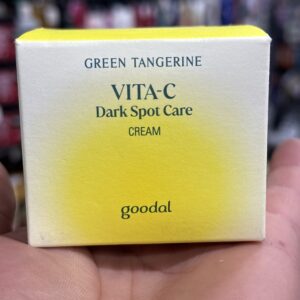 GREEN TANGERINE
VITA-C
Dark Spot Care
CREAM
goodal